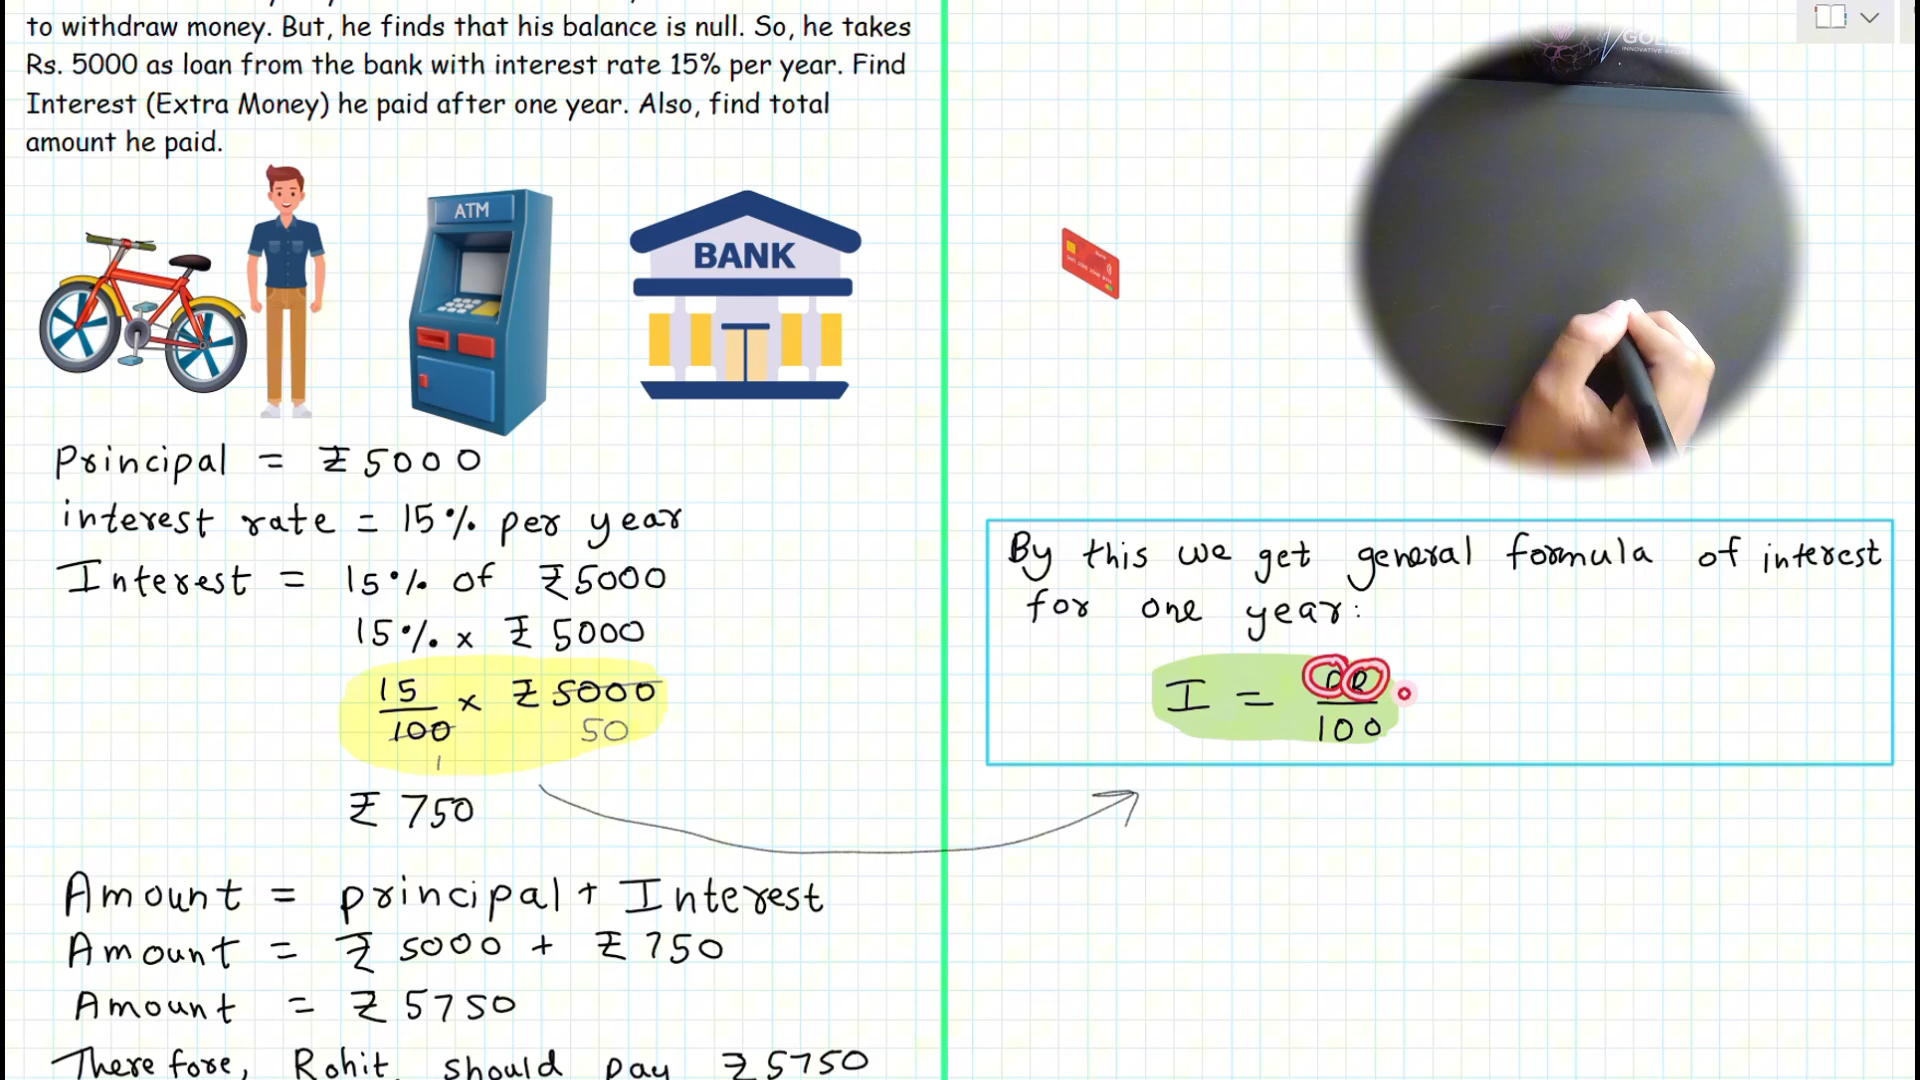 to withdraw money. But, he finds that his balance is null. So, he takes
Rs. 5000 as loan from the bank with interest rate 15% per year. Find
Interest (Extra Money) he paid after one year. Also, find total
amount he paid.
ATM
BANK
Principal = ₹5000
interest rate = 15% per year
Interest = 15% of ₹5000
15% x ₹ 5000
15/100 x ₹ 5000
50
1
₹ 750
Amount = principal + Interest
Amount = ₹ 5000 + ₹ 750
Amount = ₹ 5750
Therefore, Rohit should pay ₹5750
By this we get general formula of interest
for one year:
I = PR/100